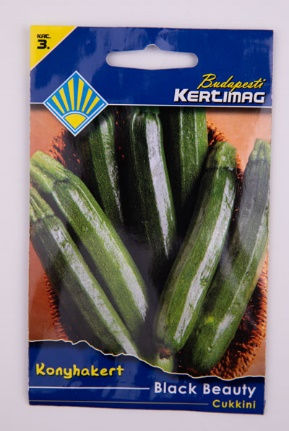 KAT.
3.
Budapesti
KERTIMAG
Konyhakert
Black Beauty
Cukkini